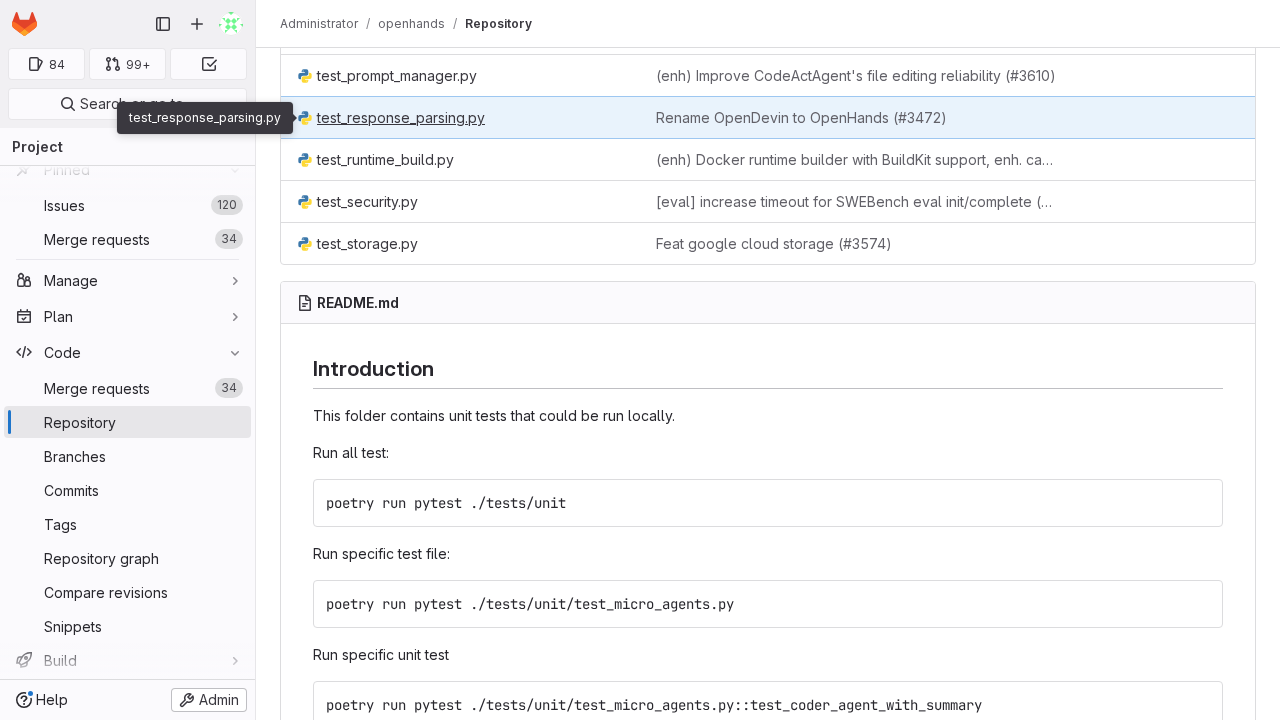 Administrator / openhands / Repository
84
99+
Search or go to
test_response_parsing.py
Project
Pinned
Issues 120
Merge requests 34
Manage
Plan
Code
Merge requests 34
Repository
Branches
Commits
Tags
Repository graph
Compare revisions
Snippets
Build
Help
Admin
test_prompt_manager.py (enh) Improve CodeActAgent's file editing reliability (#3610)
test_response_parsing.py Rename OpenDevin to OpenHands (#3472)
test_runtime_build.py (enh) Docker runtime builder with BuildKit support, enh. ca…
test_security.py [eval] increase timeout for SWEBench eval init/complete (…
test_storage.py Feat google cloud storage (#3574)
README.md
Introduction
This folder contains unit tests that could be run locally.
Run all test:
poetry run pytest ./tests/unit
Run specific test file:
poetry run pytest ./tests/unit/test_micro_agents.py
Run specific unit test
poetry run pytest ./tests/unit/test_micro_agents.py::test_coder_agent_with_summary